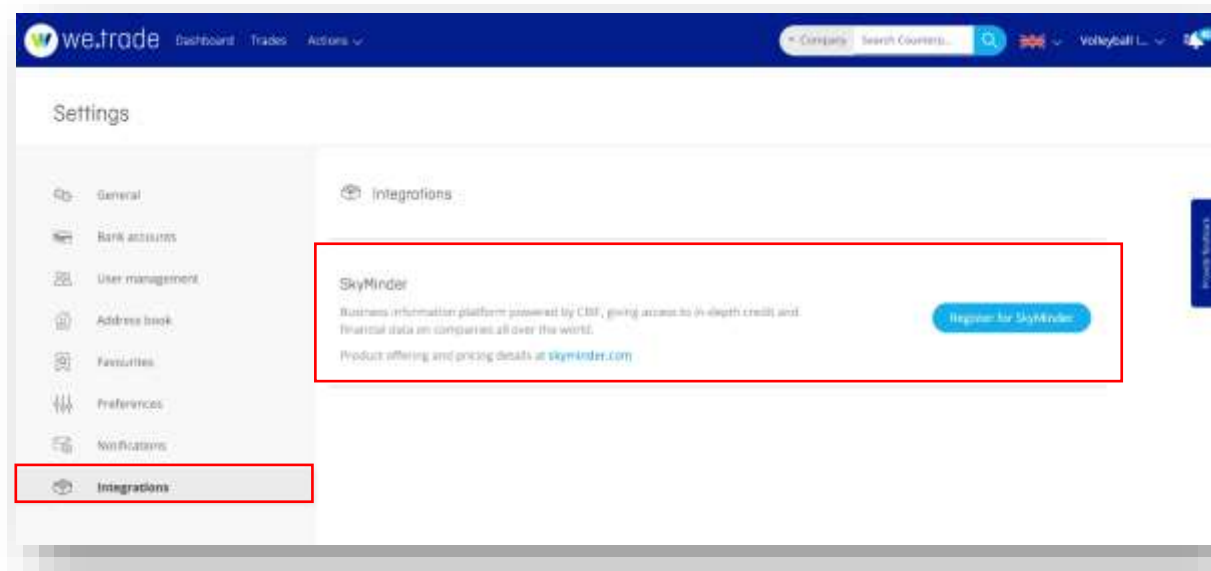 we.trade Dashboard Trades Actions Company Search Counterp... Volleyball I...
Settings
General
Integrations
Bank accounts
User management
SkyMinder
Business information platform powered by CRIF, giving access to in-depth credit and
Register for SkyMinder
Address book
financial data on companies all over the world.
Product offering and pricing details at skyminder.com
Favourites
Preferences
Notifications
Integrations
Provide feedback